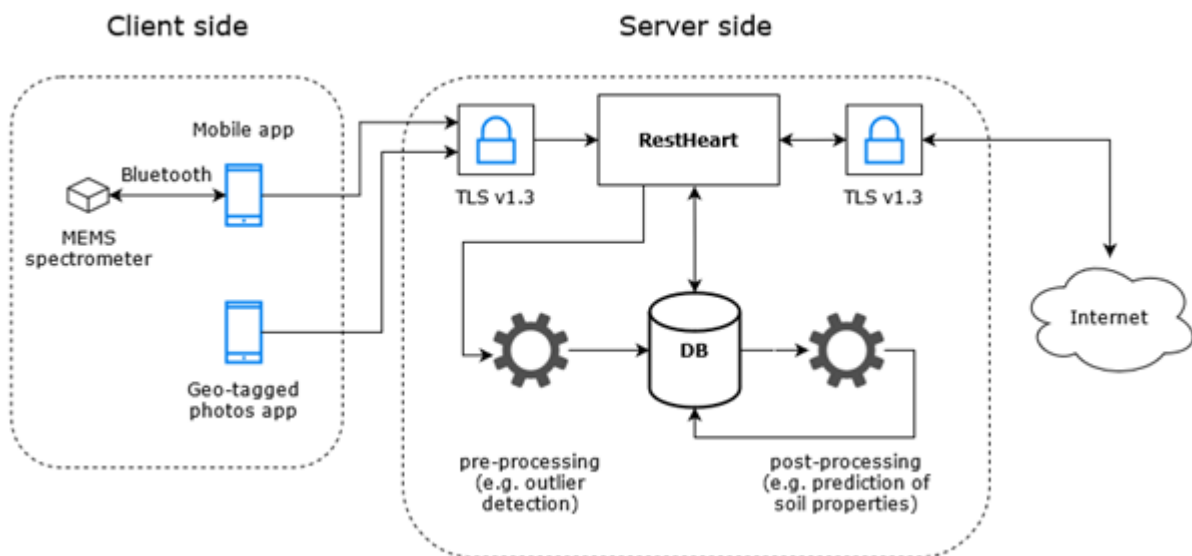 Client side
Server side
Mobile app
Bluetooth
MEMS
spectrometer
Geo-tagged
photos app
TLS v1.3
RestHeart
TLS v1.3
DB
Internet
pre-processing
(e.g. outlier
detection)
post-processing
(e.g. prediction of
soil properties)